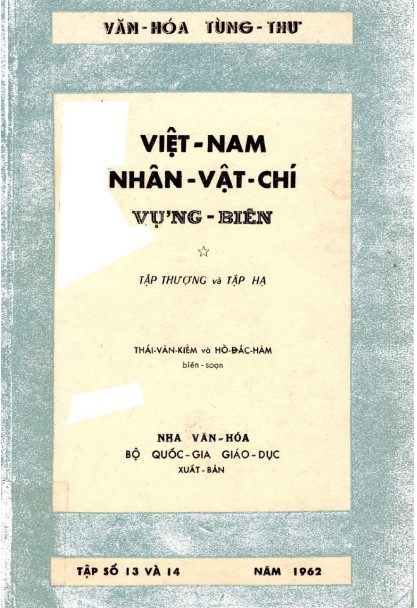 VĂN-HÓA TÙNG-THƯ
VIỆT-NAM
NHÂN-VẬT-CHÍ
VỰNG-BIÊN
TẬP THƯỢNG và TẬP HẠ
THÁI-VĂN-KIỂM và HỒ-ĐẮC-HÀM
biên-soạn
NHA VĂN-HÓA
BỘ QUỐC-GIA GIÁO-DỤC
XUẤT-BẢN
TẬP SỐ 13 VÀ 14 NĂM 1962